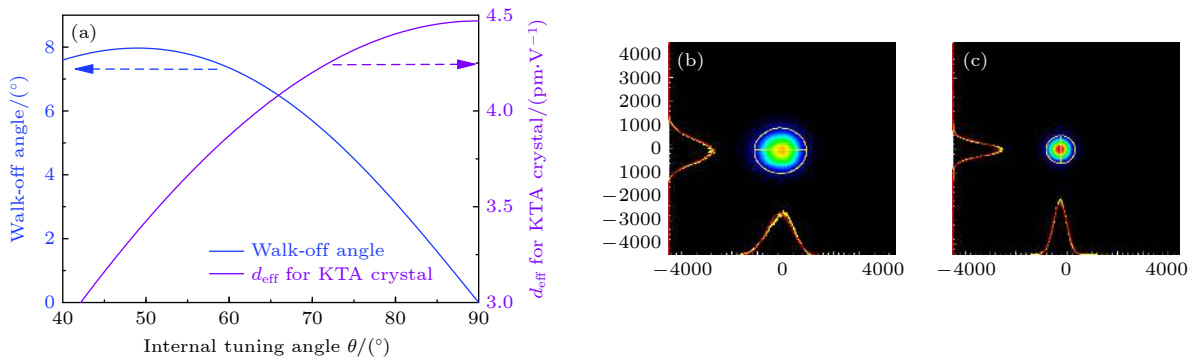 (a)
8
6
4
2
0
Walk-off angle/(°)
4.5
4.0
3.5
3.0
d_eff for KTA crystal/(pm·V⁻¹)
Walk-off angle
d_eff for KTA crystal
40 50 60 70 80 90
Internal tuning angle θ/(°)
(b)
4000
3000
2000
1000
0
1000
−2000
−3000
−4000
−4000 0 4000
(c)
−4000 0 4000